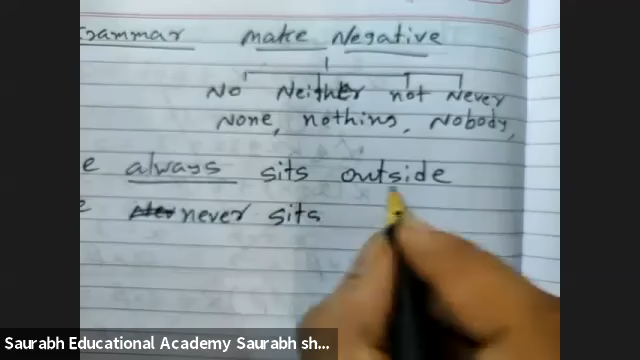 Grammar make Negative
No Neither not Never
None, nothing, Nobody,
always sits outside
never sits
Saurabh Educational Academy Saurabh sh...